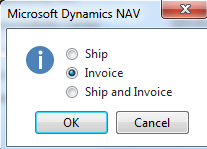 Microsoft Dynamics NAV
Ship
Invoice
Ship and Invoice
OK
Cancel